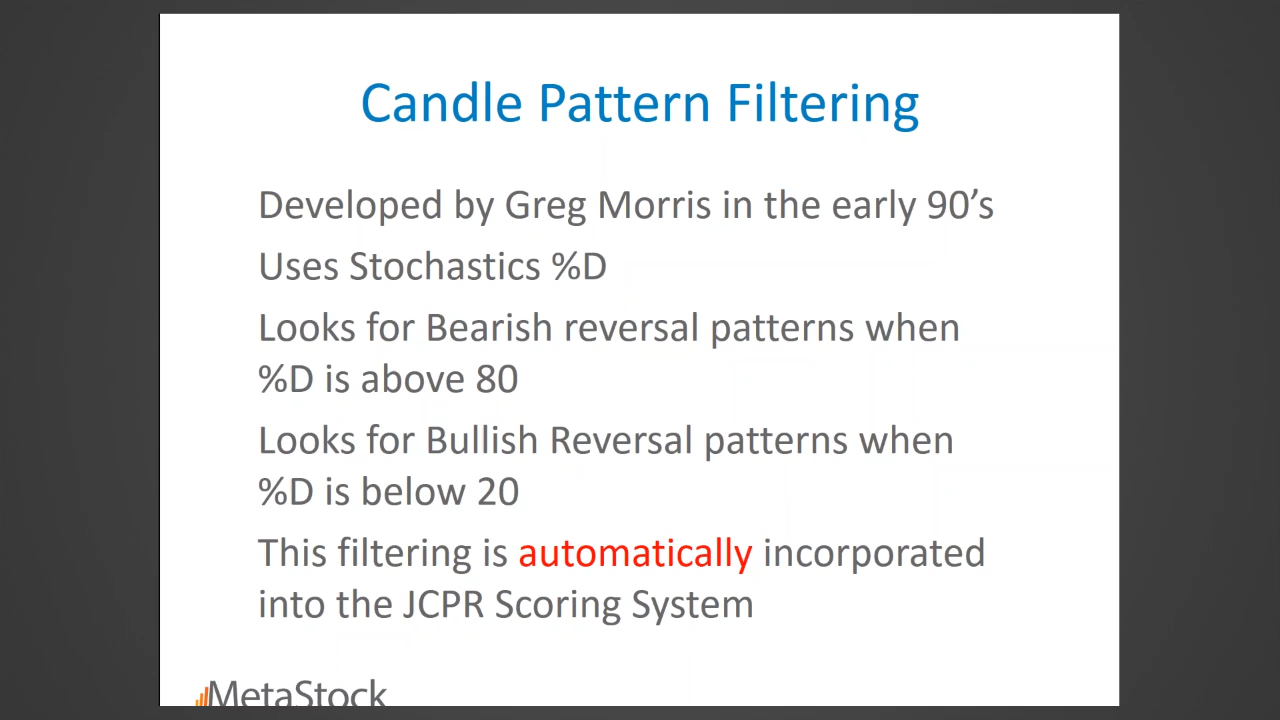 Candle Pattern Filtering
Developed by Greg Morris in the early 90’s
Uses Stochastics %D
Looks for Bearish reversal patterns when
%D is above 80
Looks for Bullish Reversal patterns when
%D is below 20
This filtering is automatically incorporated
into the JCPR Scoring System
MetaStock